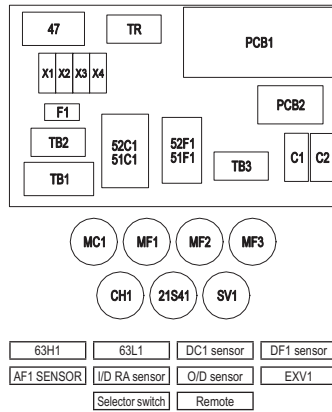 47 TR PCB1
X1 X2 X3 X4
F1 PCB2
TB2 52C1 52F1
51C1 51F1 C1 C2
TB1 TB3
MC1 MF1 MF2 MF3
CH1 21S41 SV1
63H1 63L1 DC1 sensor DF1 sensor
AF1 SENSOR I/D RA sensor O/D sensor EXV1
Selector switch Remote